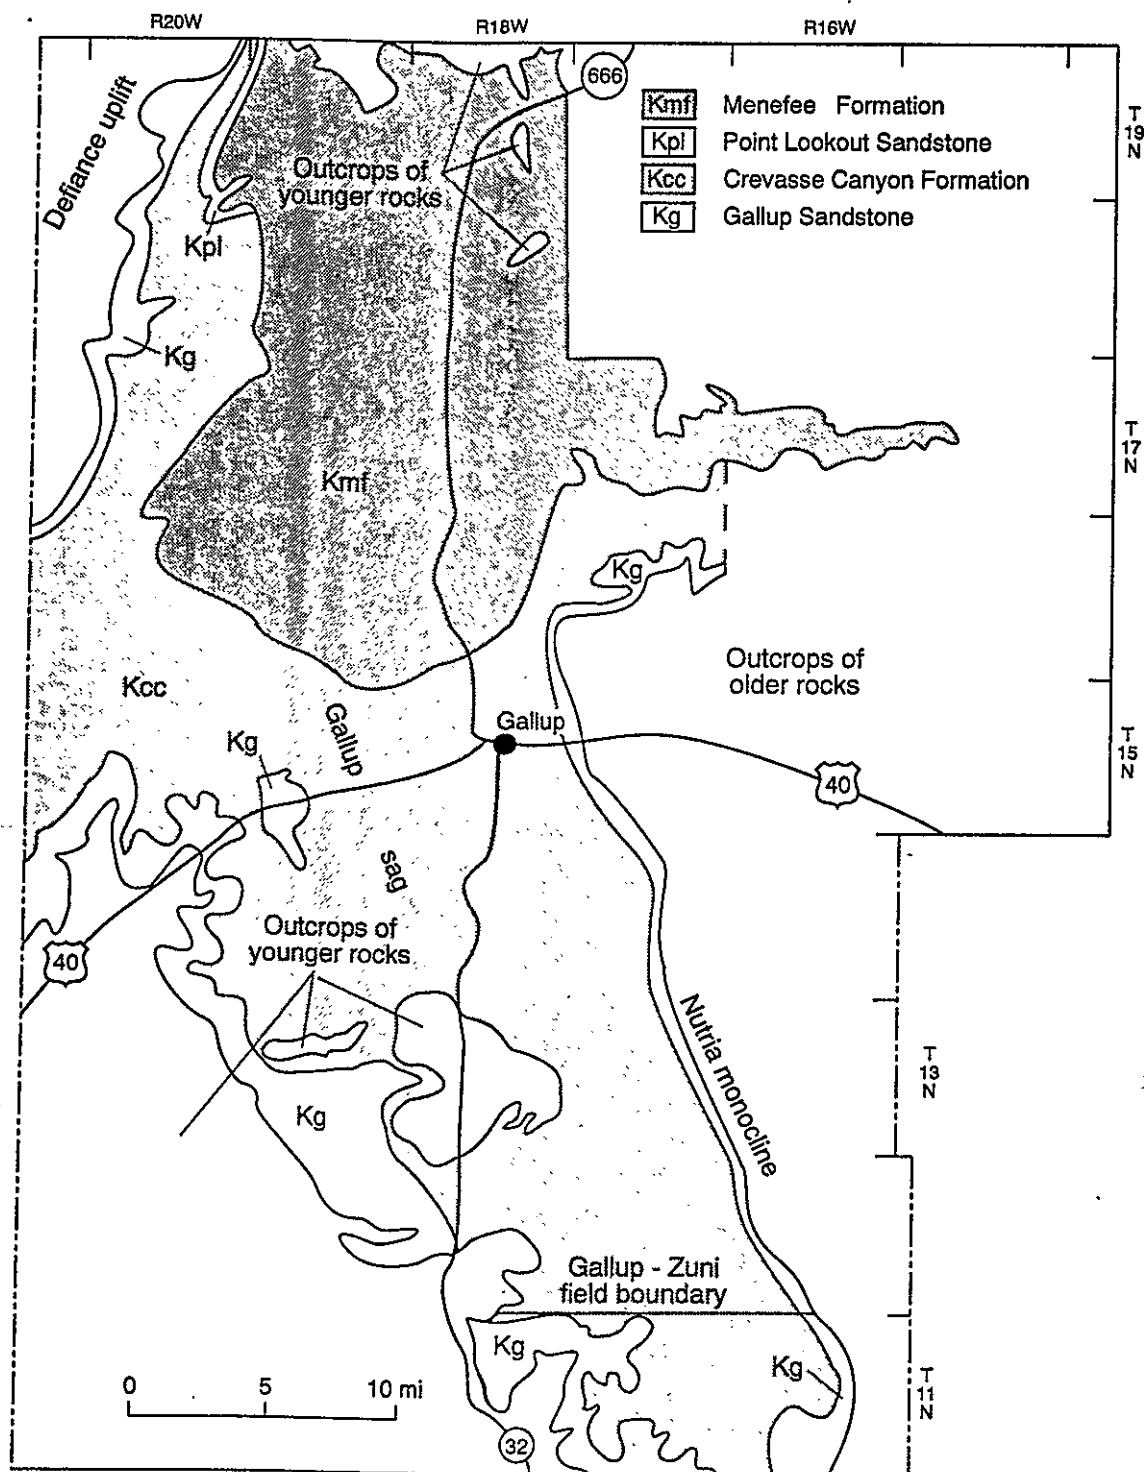 R20W
R18W
R16W
666
Kmf Menefee Formation
Kpl Point Lookout Sandstone
Kcc Crevasse Canyon Formation
Kg Gallup Sandstone
T
19
N
Defiance uplift
Outcrops of
younger rocks
Kpl
Kg
T
17
N
Kmf
Kg
Outcrops of
older rocks
Kcc
Gallup
Kg
Gallup
T
15
N
40
sag
Outcrops of
younger rocks
40
Nutria monocline
T
13
N
Kg
Gallup - Zuni
field boundary
Kg
Kg
T
11
N
0 5 10 mi
32